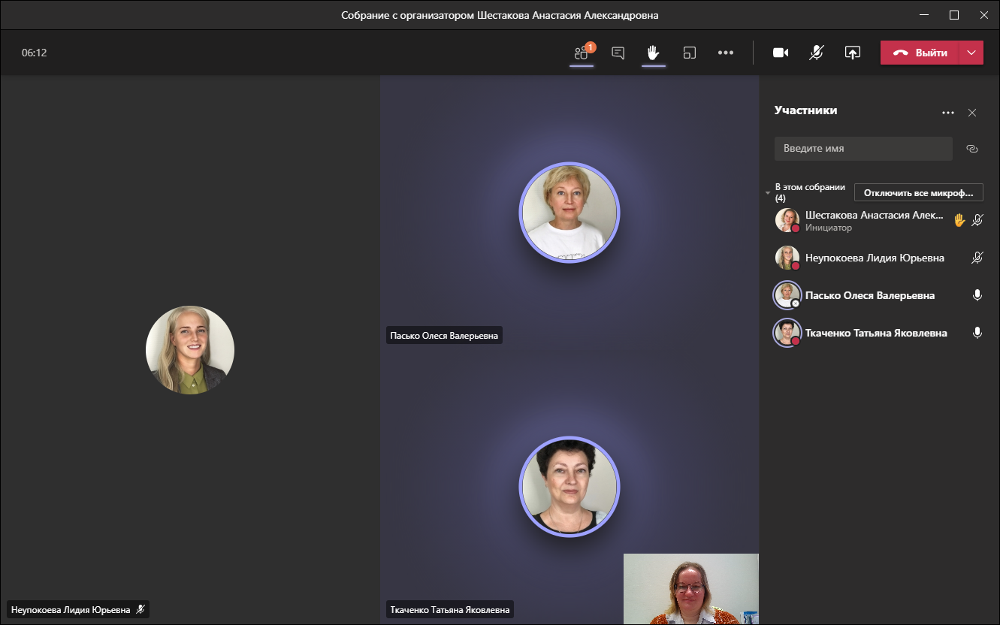 Собрание с организатором Шестакова Анастасия Александровна
06:12
1
Выйти
Участники
Введите имя
В этом собрании
(4)
Отключить все микроф...
Шестакова Анастасия Алек...
Инициатор
Неупокоева Лидия Юрьевна
Пасько Олеся Валерьевна
Ткаченко Татьяна Яковлевна
Пасько Олеся Валерьевна
Неупокоева Лидия Юрьевна
Ткаченко Татьяна Яковлевна